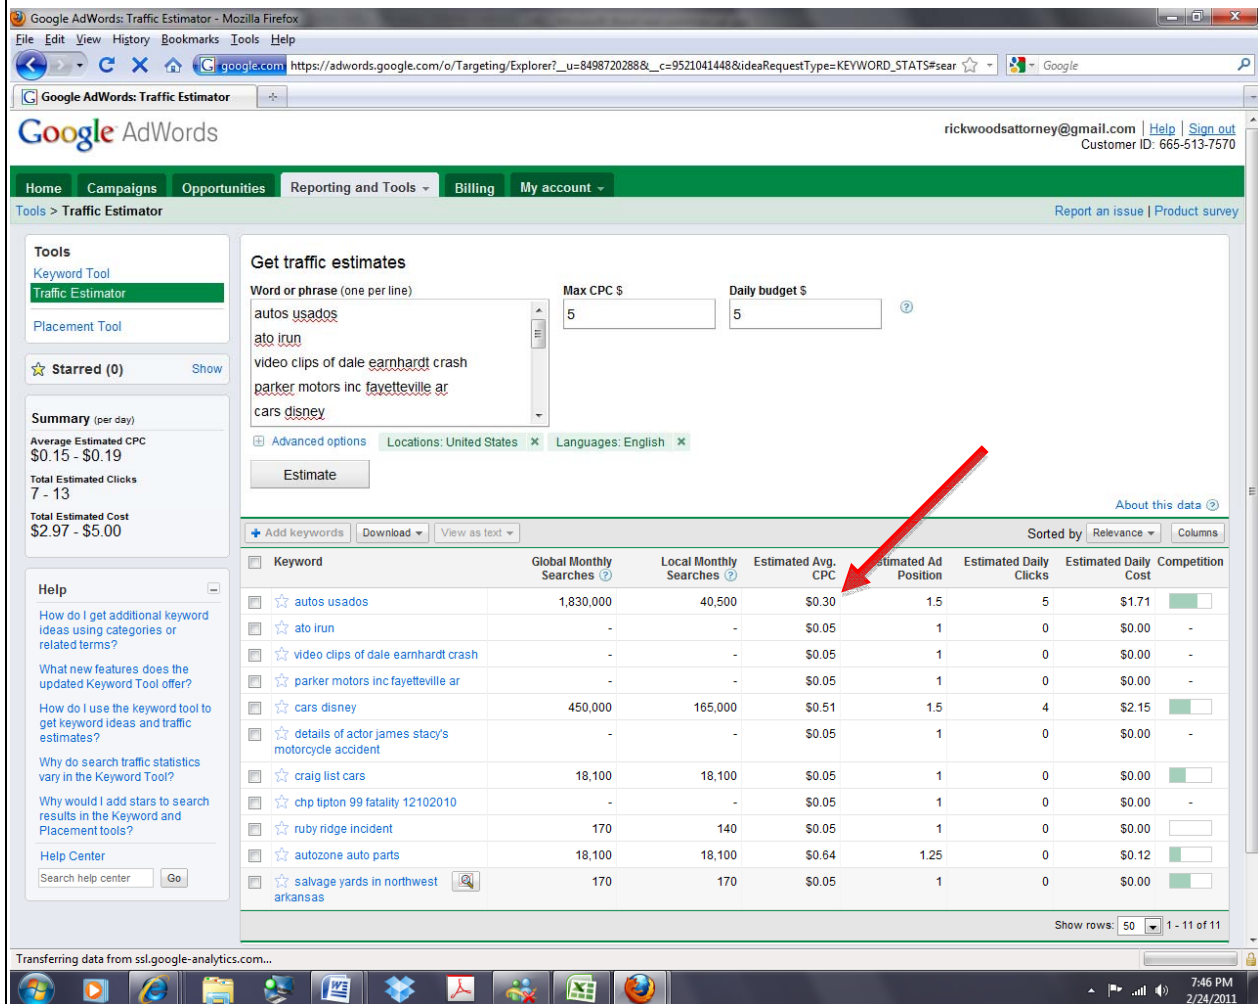 Google AdWords: Traffic Estimator - Mozilla Firefox
File Edit View History Bookmarks Tools Help
google.com https://adwords.google.com/o/Targeting/Explorer?__u=8498720288&__c=9521041448&ideaRequestType=KEYWORD_STATS#sear
Google
Google AdWords: Traffic Estimator
Google AdWords
rickwoodsattorney@gmail.com | Help | Sign out
Customer ID: 665-513-7570
Home Campaigns Opportunities Reporting and Tools Billing My account
Tools > Traffic Estimator
Report an issue | Product survey
Tools
Keyword Tool
Traffic Estimator
Placement Tool
Starred (0) Show
Summary (per day)
Average Estimated CPC
$0.15 - $0.19
Total Estimated Clicks
7 - 13
Total Estimated Cost
$2.97 - $5.00
Help
How do I get additional keyword
ideas using categories or
related terms?
What new features does the
updated Keyword Tool offer?
How do I use the keyword tool to
get keyword ideas and traffic
estimates?
Why do search traffic statistics
vary in the Keyword Tool?
Why would I add stars to search
results in the Keyword and
Placement tools?
Help Center
Search help center Go
Get traffic estimates
Word or phrase (one per line) Max CPC $ Daily budget $
autos usados
ato irun
video clips of dale earnhardt crash
parker motors inc fayetteville ar
cars disney
5 5
Advanced options Locations: United States × Languages: English ×
Estimate
About this data
Add keywords Download View as text Sorted by Relevance Columns
Keyword Global Monthly Searches Local Monthly Searches Estimated Avg. CPC Estimated Ad Position Estimated Daily Clicks Estimated Daily Cost Competition
autos usados 1,830,000 40,500 $0.30 1.5 5 $1.71
ato irun - - $0.05 1 0 $0.00 -
video clips of dale earnhardt crash - - $0.05 1 0 $0.00 -
parker motors inc fayetteville ar - - $0.05 1 0 $0.00 -
cars disney 450,000 165,000 $0.51 1.5 4 $2.15
details of actor james stacy's
motorcycle accident - - $0.05 1 0 $0.00 -
craig list cars 18,100 18,100 $0.05 1 0 $0.00
chp tipton 99 fatality 12102010 - - $0.05 1 0 $0.00 -
ruby ridge incident 170 140 $0.05 1 0 $0.00
autozone auto parts 18,100 18,100 $0.64 1.25 0 $0.12
salvage yards in northwest
arkansas 170 170 $0.05 1 0 $0.00
Show rows: 50 1 - 11 of 11
Transferring data from ssl.google-analytics.com...
7:46 PM
2/24/2011